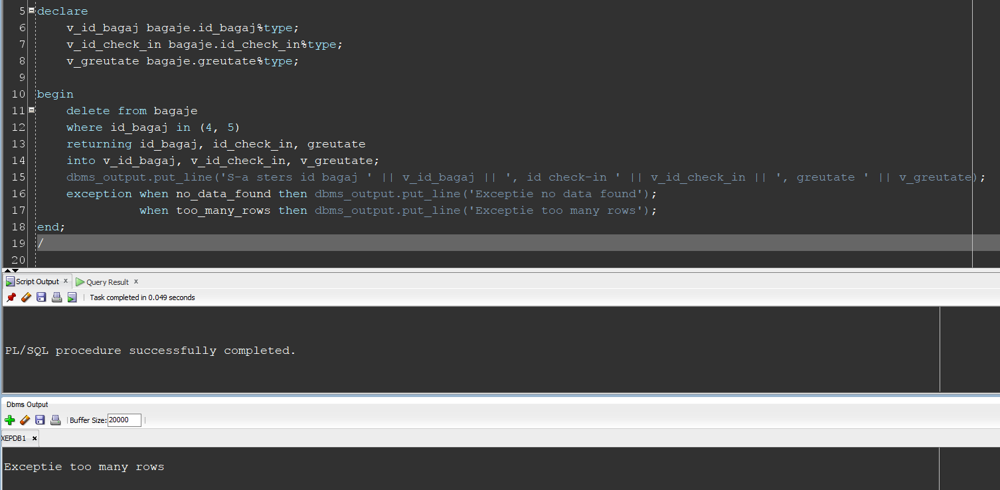 5 declare
6 v_id_bagaj bagaje.id_bagaj%type;
7 v_id_check_in bagaje.id_check_in%type;
8 v_greutate bagaje.greutate%type;
9
10 begin
11 delete from bagaje
12 where id_bagaj in (4, 5)
13 returning id_bagaj, id_check_in, greutate
14 into v_id_bagaj, v_id_check_in, v_greutate;
15 dbms_output.put_line('S-a sters id bagaj ' || v_id_bagaj || ', id check-in ' || v_id_check_in || ', greutate ' || v_greutate);
16 exception when no_data_found then dbms_output.put_line('Exceptie no data found');
17 when too_many_rows then dbms_output.put_line('Exceptie too many rows');
18 end;
19 /
20
Script Output x Query Result x
Task completed in 0.049 seconds
PL/SQL procedure successfully completed.
Dbms Output
Buffer Size: 20000
XEPDB1 x
Exceptie too many rows